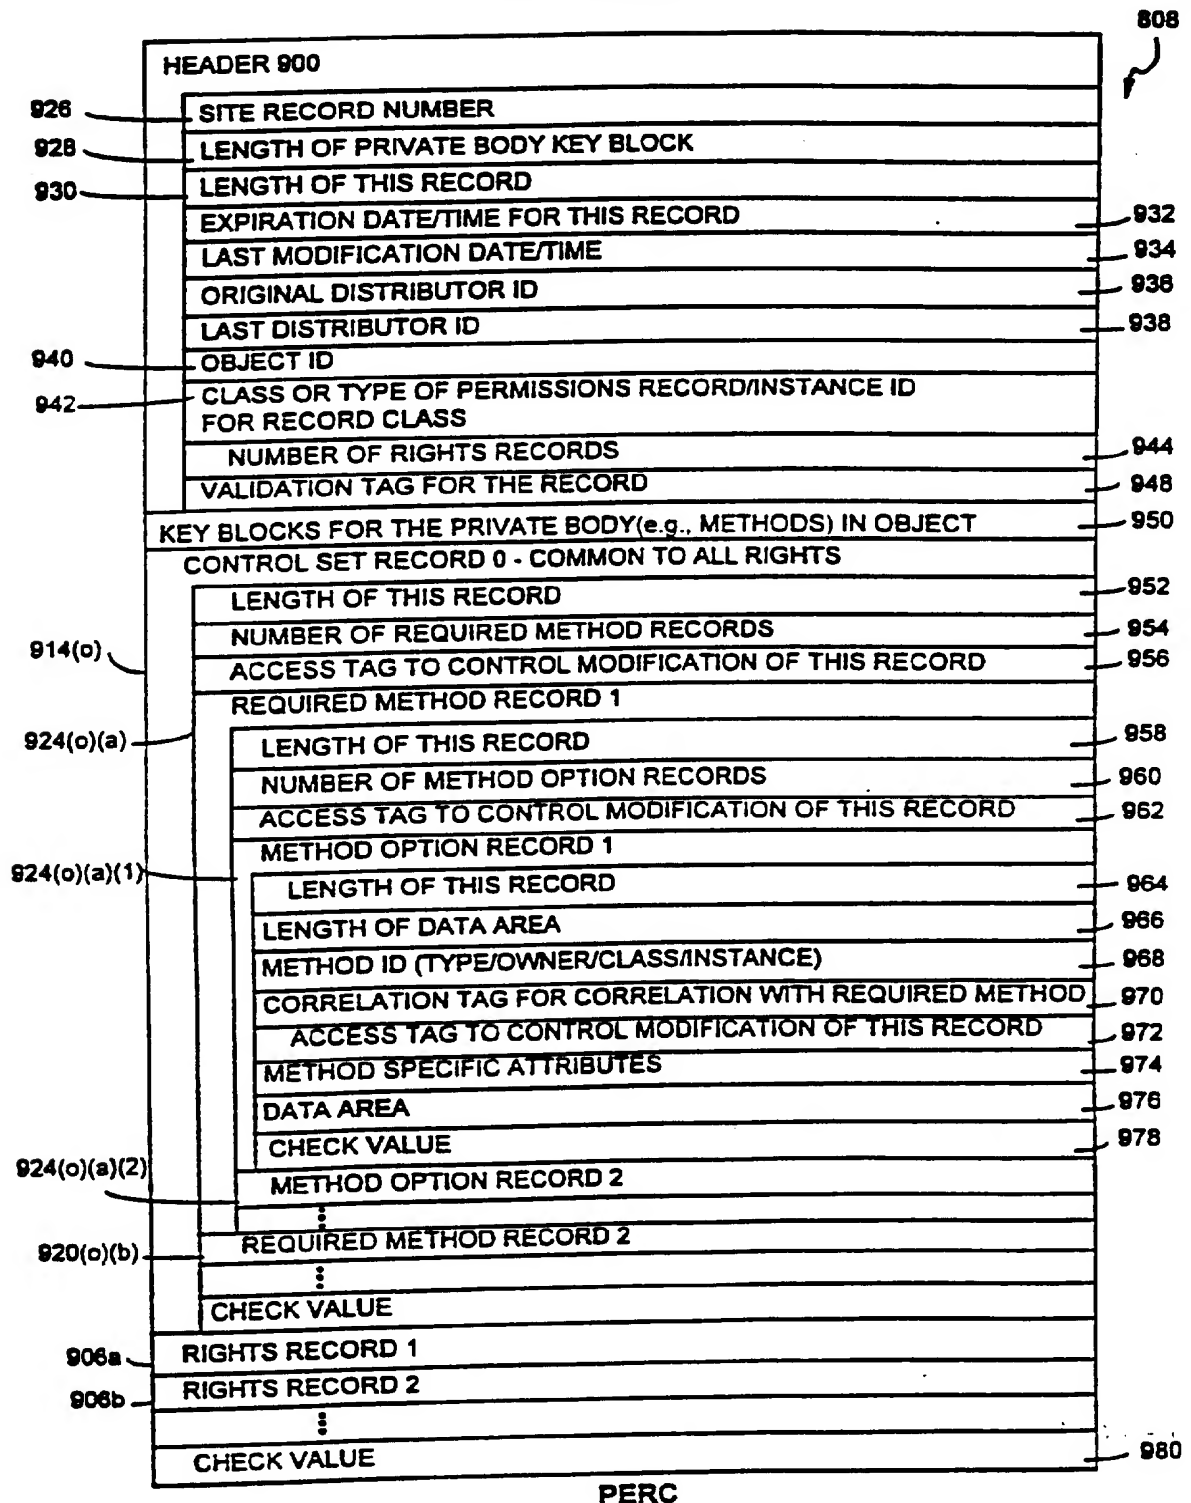 808
HEADER 900
926 SITE RECORD NUMBER
928 LENGTH OF PRIVATE BODY KEY BLOCK
930 LENGTH OF THIS RECORD
EXPIRATION DATE/TIME FOR THIS RECORD 932
LAST MODIFICATION DATE/TIME 934
ORIGINAL DISTRIBUTOR ID 936
LAST DISTRIBUTOR ID 938
940 OBJECT ID
942 CLASS OR TYPE OF PERMISSIONS RECORD/INSTANCE ID
FOR RECORD CLASS
NUMBER OF RIGHTS RECORDS 944
VALIDATION TAG FOR THE RECORD 948
KEY BLOCKS FOR THE PRIVATE BODY(e.g., METHODS) IN OBJECT 950
CONTROL SET RECORD 0 - COMMON TO ALL RIGHTS
LENGTH OF THIS RECORD 952
NUMBER OF REQUIRED METHOD RECORDS 954
914(o) ACCESS TAG TO CONTROL MODIFICATION OF THIS RECORD 956
REQUIRED METHOD RECORD 1
924(o)(a) LENGTH OF THIS RECORD 958
NUMBER OF METHOD OPTION RECORDS 960
ACCESS TAG TO CONTROL MODIFICATION OF THIS RECORD 962
METHOD OPTION RECORD 1
924(o)(a)(1) LENGTH OF THIS RECORD 964
LENGTH OF DATA AREA 966
METHOD ID (TYPE/OWNER/CLASS/INSTANCE) 968
CORRELATION TAG FOR CORRELATION WITH REQUIRED METHOD 970
ACCESS TAG TO CONTROL MODIFICATION OF THIS RECORD 972
METHOD SPECIFIC ATTRIBUTES 974
DATA AREA 976
CHECK VALUE 978
924(o)(a)(2) METHOD OPTION RECORD 2
920(o)(b) REQUIRED METHOD RECORD 2
CHECK VALUE
906a RIGHTS RECORD 1
906b RIGHTS RECORD 2
CHECK VALUE 980
PERC